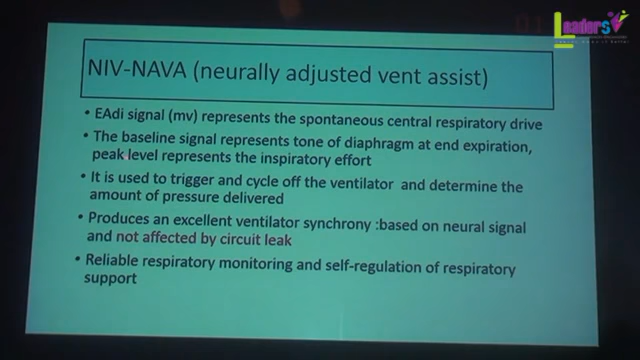 Leaders
NIV-NAVA (neurally adjusted vent assist)
• EAdi signal (mv) represents the spontaneous central respiratory drive
• The baseline signal represents tone of diaphragm at end expiration,
peak level represents the inspiratory effort
• It is used to trigger and cycle off the ventilator and determine the
amount of pressure delivered
• Produces an excellent ventilator synchrony :based on neural signal
and not affected by circuit leak
• Reliable respiratory monitoring and self-regulation of respiratory
support